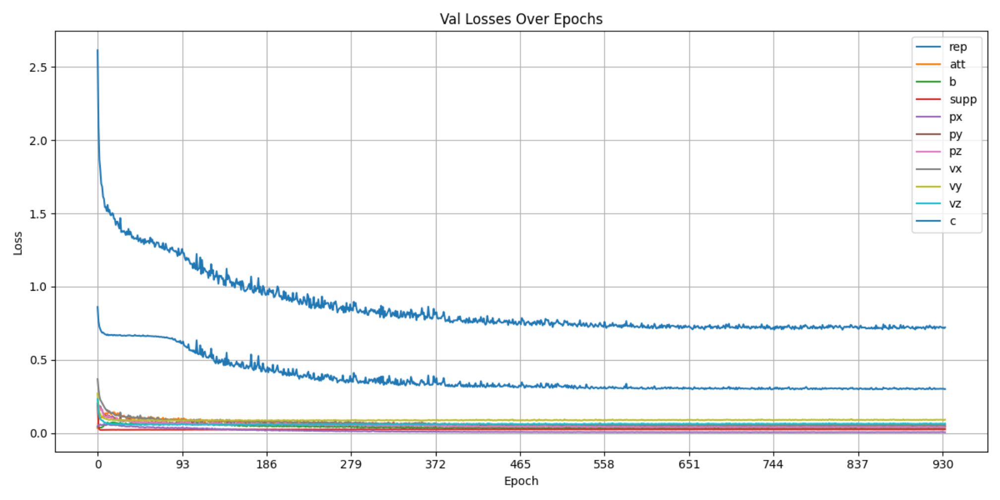 Val Losses Over Epochs
Loss
2.5
2.0
1.5
1.0
0.5
0.0
0 93 186 279 372 465 558 651 744 837 930
Epoch
rep
att
b
supp
px
py
pz
vx
vy
vz
c